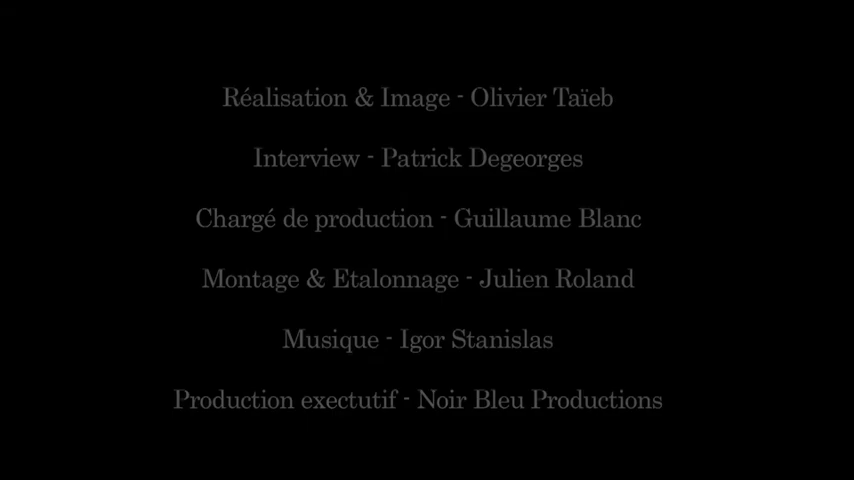 Réalisation & Image - Olivier Taïeb
Interview - Patrick Degeorges
Chargé de production - Guillaume Blanc
Montage & Etalonnage - Julien Roland
Musique - Igor Stanislas
Production exectutif - Noir Bleu Productions